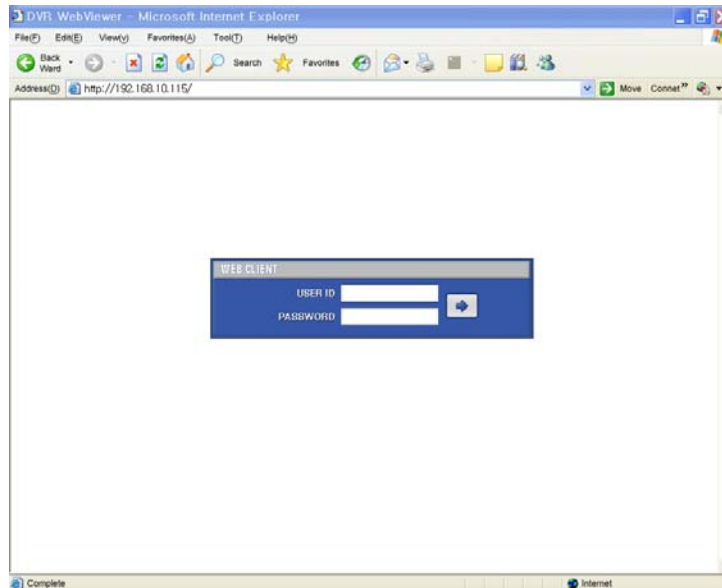 DVR WebViewer - Microsoft Internet Explorer
File(F) Edit(E) View(v) Favorites(A) Tool(T) Help(H)
Back Ward Search Favorites
Address(D) http://192.168.10.115/ Move Connet"
WEB CLIENT
USER ID
PASSWORD
Complete Internet